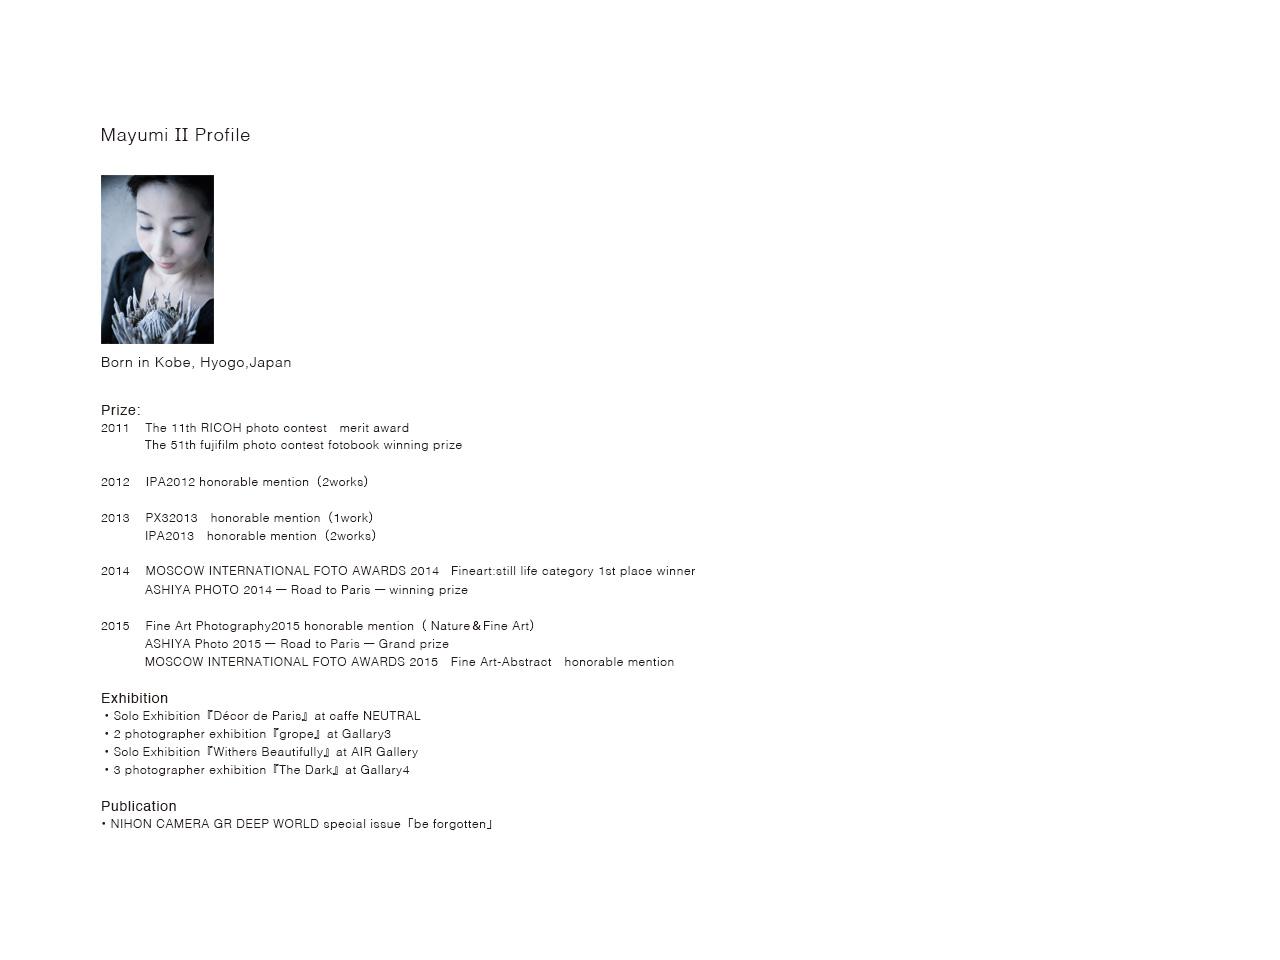 Mayumi II Profile
Born in Kobe, Hyogo,Japan
Prize:
2011　The 11th RICOH photo contest　merit award
The 51th fujifilm photo contest fotobook winning prize
2012　IPA2012 honorable mention（2works）
2013　PX32013　honorable mention（1work）
IPA2013　honorable mention（2works）
2014　MOSCOW INTERNATIONAL FOTO AWARDS 2014　Fineart:still life category 1st place winner
ASHIYA PHOTO 2014 — Road to Paris — winning prize
2015　Fine Art Photography2015 honorable mention（ Nature＆Fine Art）
ASHIYA Photo 2015 — Road to Paris — Grand prize
MOSCOW INTERNATIONAL FOTO AWARDS 2015　Fine Art-Abstract　honorable mention
Exhibition
・Solo Exhibition『Décor de Paris』at caffe NEUTRAL
・2 photographer exhibition『grope』at Gallary3
・Solo Exhibition『Withers Beautifully』at AIR Gallery
・3 photographer exhibition『The Dark』at Gallary4
Publication
・NIHON CAMERA GR DEEP WORLD special issue「be forgotten」